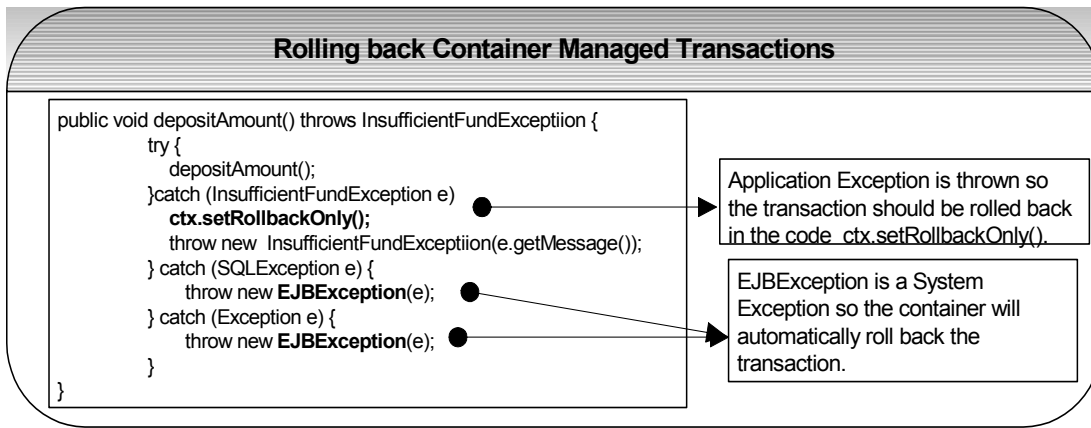 Rolling back Container Managed Transactions
public void depositAmount() throws InsufficientFundExceptiion {
try {
depositAmount();
}catch (InsufficientFundException e)
ctx.setRollbackOnly();
throw new InsufficientFundExceptiion(e.getMessage());
} catch (SQLException e) {
throw new EJBException(e);
} catch (Exception e) {
throw new EJBException(e);
}
}
Application Exception is thrown so
the transaction should be rolled back
in the code ctx.setRollbackOnly().
EJBException is a System
Exception so the container will
automatically roll back the
transaction.